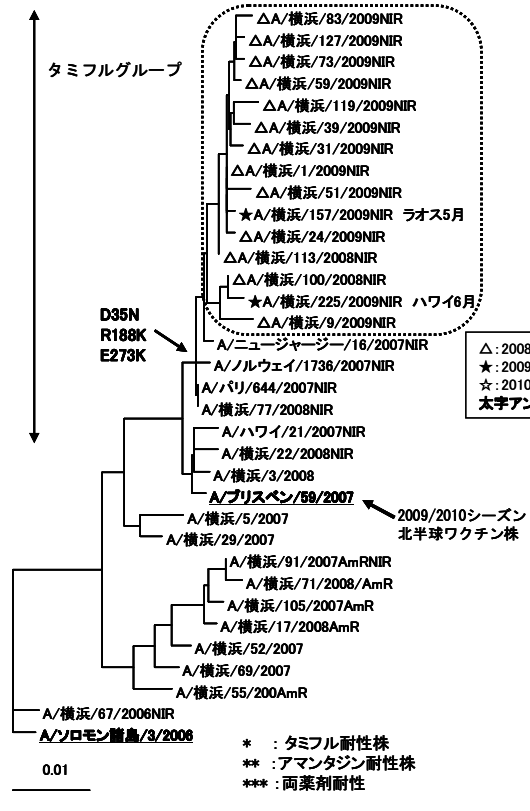 タミフルグループ
△A/横浜/83/2009NIR
△A/横浜/127/2009NIR
△A/横浜/73/2009NIR
△A/横浜/59/2009NIR
△A/横浜/119/2009NIR
△A/横浜/39/2009NIR
△A/横浜/31/2009NIR
△A/横浜/1/2009NIR
△A/横浜/51/2009NIR
★A/横浜/157/2009NIR ラオス5月
△A/横浜/24/2009NIR
△A/横浜/113/2008NIR
△A/横浜/100/2008NIR
★A/横浜/225/2009NIR ハワイ6月
△A/横浜/9/2009NIR
D35N
R188K
E273K
A/ニュージャージー/16/2007NIR
A/ノルウェイ/1736/2007NIR
A/パリ/644/2007NIR
A/横浜/77/2008NIR
A/ハワイ/21/2007NIR
A/横浜/22/2008NIR
A/横浜/3/2008
A/ブリスベン/59/2007
△:2008
★:2009
☆:2010
太字アン
2009/2010シーズン
北半球ワクチン株
A/横浜/5/2007
A/横浜/29/2007
A/横浜/91/2007AmRNIR
A/横浜/71/2008/AmR
A/横浜/105/2007AmR
A/横浜/17/2008AmR
A/横浜/52/2007
A/横浜/69/2007
A/横浜/55/200AmR
A/横浜/67/2006NIR
A/ソロモン諸島/3/2006
0.01
* :タミフル耐性株
** :アマンタジン耐性株
*** :両薬剤耐性